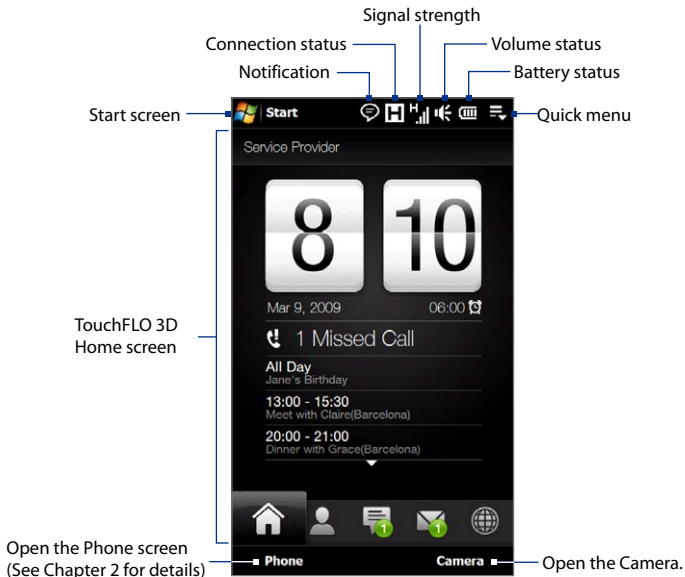 Signal strength
Connection status
Volume status
Notification
Battery status
Start screen
Start
H
H
Quick menu
Service Provider
8 10
Mar 9, 2009 06:00
TouchFLO 3D
Home screen
1 Missed Call
All Day
Jane's Birthday
13:00 - 15:30
Meet with Claire(Barcelona)
20:00 - 21:00
Dinner with Grace(Barcelona)
1 1
Open the Phone screen
(See Chapter 2 for details)
Phone
Camera
Open the Camera.